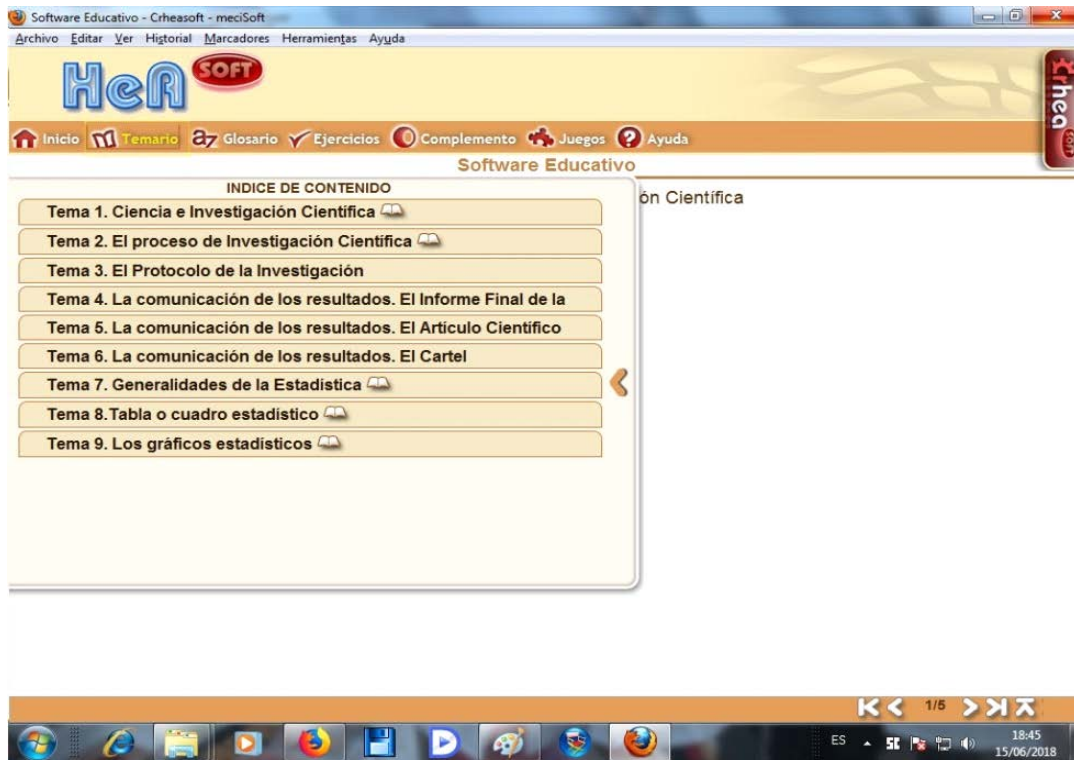 Software Educativo - Crheasoft - meciSoft
Archivo Editar Ver Historial Marcadores Herramientas Ayuda
HeA SOFT
Crhea
Inicio Temario Glosario Ejercicios Complemento Juegos Ayuda
Software Educativo
INDICE DE CONTENIDO
ón Científica
Tema 1. Ciencia e Investigación Científica
Tema 2. El proceso de Investigación Científica
Tema 3. El Protocolo de la Investigación
Tema 4. La comunicación de los resultados. El Informe Final de la
Tema 5. La comunicación de los resultados. El Artículo Científico
Tema 6. La comunicación de los resultados. El Cartel
Tema 7. Generalidades de la Estadística
Tema 8.Tabla o cuadro estadístico
Tema 9. Los gráficos estadísticos
1/5
ES
18:45
15/06/2018